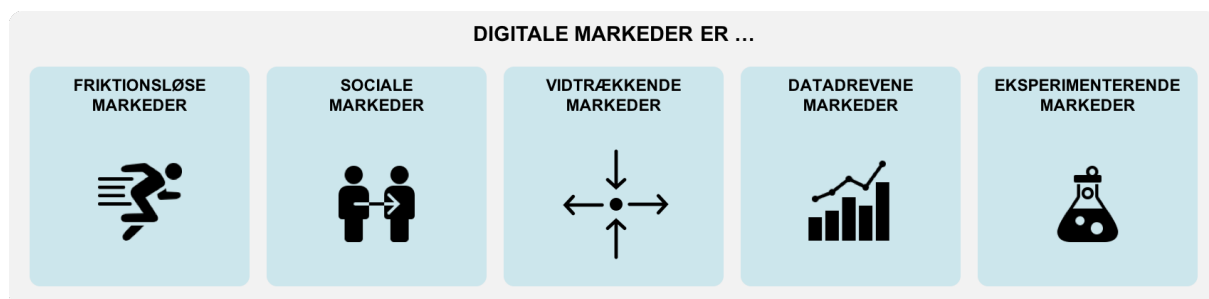 DIGITALE MARKEDER ER …
FRIKTIONSLØSE
MARKEDER
SOCIALE
MARKEDER
VIDTRÆKKENDE
MARKEDER
DATADREVENE
MARKEDER
EKSPERIMENTERENDE
MARKEDER